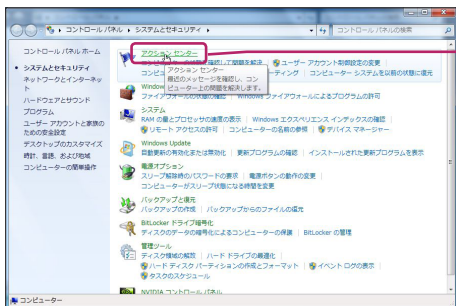 コントロール パネル ▸ システムとセキュリティ ▸
コントロール パネルの検索
コントロール パネル ホーム
システムとセキュリティ
ネットワークとインターネット
ハードウェアとサウンド
プログラム
ユーザー アカウントと家族のための安全設定
デスクトップのカスタマイズ
時計、言語、および地域
コンピューターの簡単操作
アクション センター
ユーザー アカウント制御設定の変更
コンピューター システムを以前の状態に復元
アクション センター
最近のメッセージを確認し、コンピューター上の問題を解決します。
Windows ファイアウォールによるプログラムの許可
システム
RAM の量とプロセッサの速度の表示 Windows エクスペリエンス インデックスの確認
リモート アクセスの許可 コンピューターの名前の参照 デバイス マネージャー
Windows Update
自動更新の有効化または無効化 更新プログラムの確認 インストールされた更新プログラムを表示
電源オプション
スリープ解除時のパスワードの要求 電源ボタンの動作の変更
コンピューターがスリープ状態になる時間を変更
バックアップと復元
バックアップの作成 バックアップからのファイルの復元
BitLocker ドライブ暗号化
ディスクのデータの暗号化によるコンピューターの保護 BitLocker の管理
管理ツール
ディスク領域の解放 ハード ドライブの最適化
ハード ディスク パーティションの作成とフォーマット イベント ログの表示
タスクのスケジュール
NVIDIA コントロール パネル
コンピューター